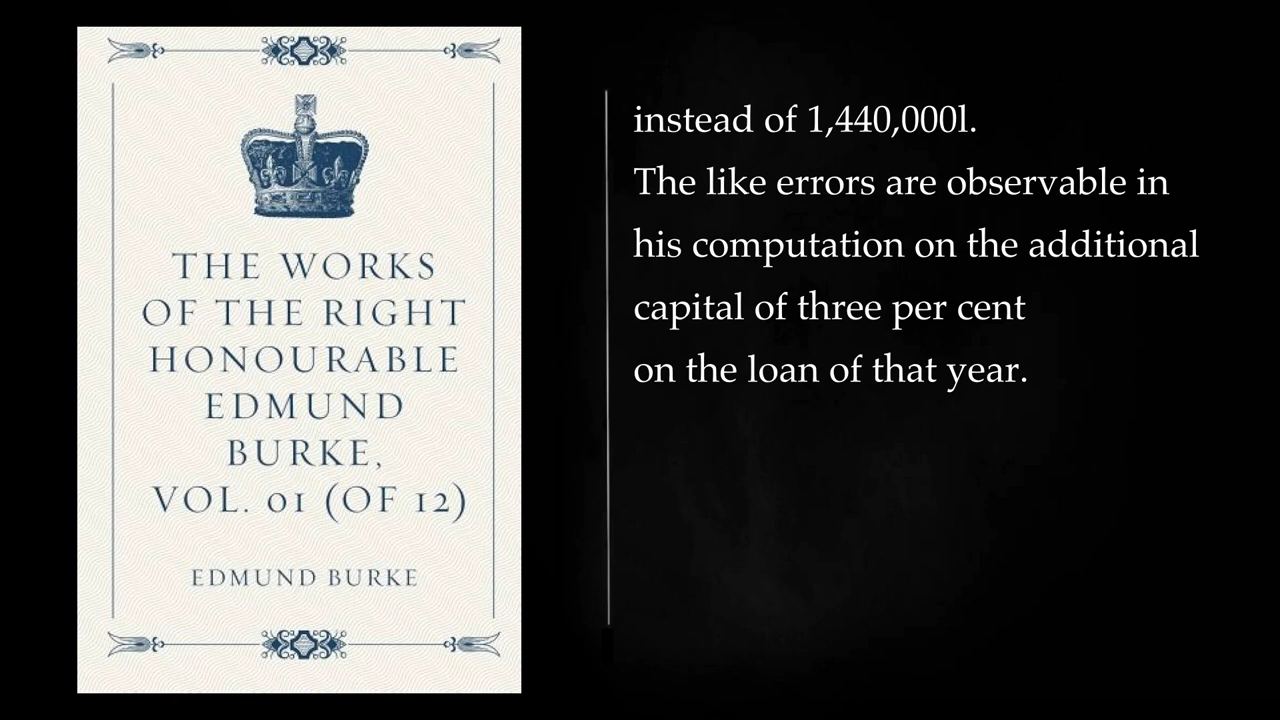 THE WORKS
OF THE RIGHT
HONOURABLE
EDMUND
BURKE,
VOL. 01 (OF 12)
EDMUND BURKE
instead of 1,440,000l.
The like errors are observable in
his computation on the additional
capital of three per cent
on the loan of that year.